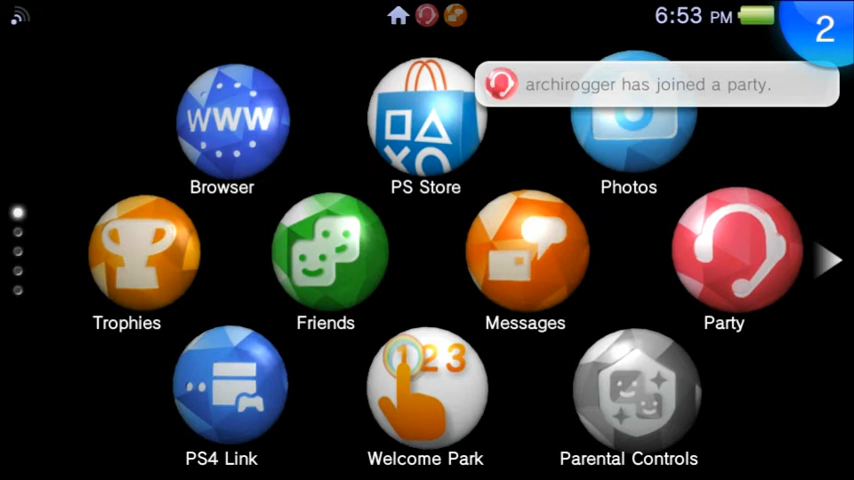 6:53 PM
2
archirogger has joined a party.
www
Browser
PS Store
Photos
Trophies
Friends
Messages
Party
123
PS4 Link
Welcome Park
Parental Controls